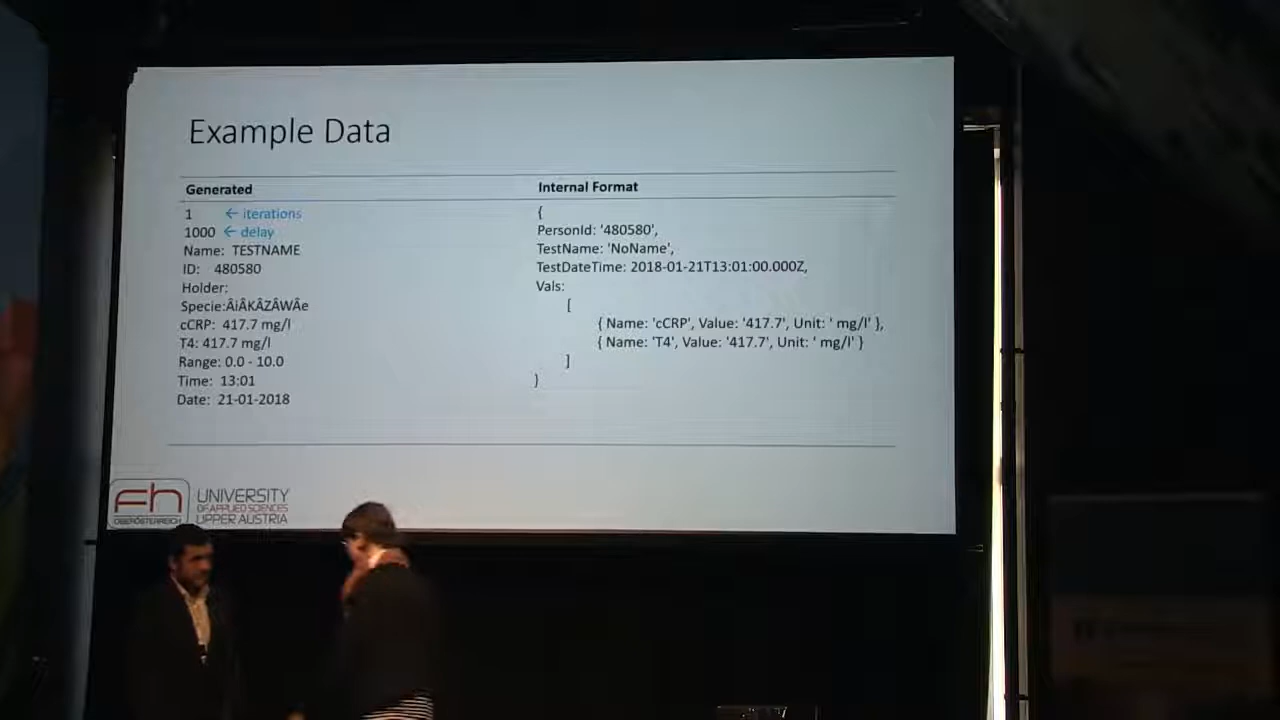 Example Data
Generated
1 ← iterations
1000 ← delay
Name: TESTNAME
ID: 480580
Holder:
Specie:ÂIÂKÂZÂWÂe
cCRP: 417.7 mg/l
T4: 417.7 mg/l
Range: 0.0 - 10.0
Time: 13:01
Date: 21-01-2018
Internal Format
{
PersonId: '480580',
TestName: 'NoName',
TestDateTime: 2018-01-21T13:01:00.000Z,
Vals:
[
{ Name: 'cCRP', Value: '417.7', Unit: ' mg/l' },
{ Name: 'T4', Value: '417.7', Unit: ' mg/l' }
]
}
Fh
OBERÖSTERREICH
UNIVERSITY
OF APPLIED SCIENCES
UPPER AUSTRIA